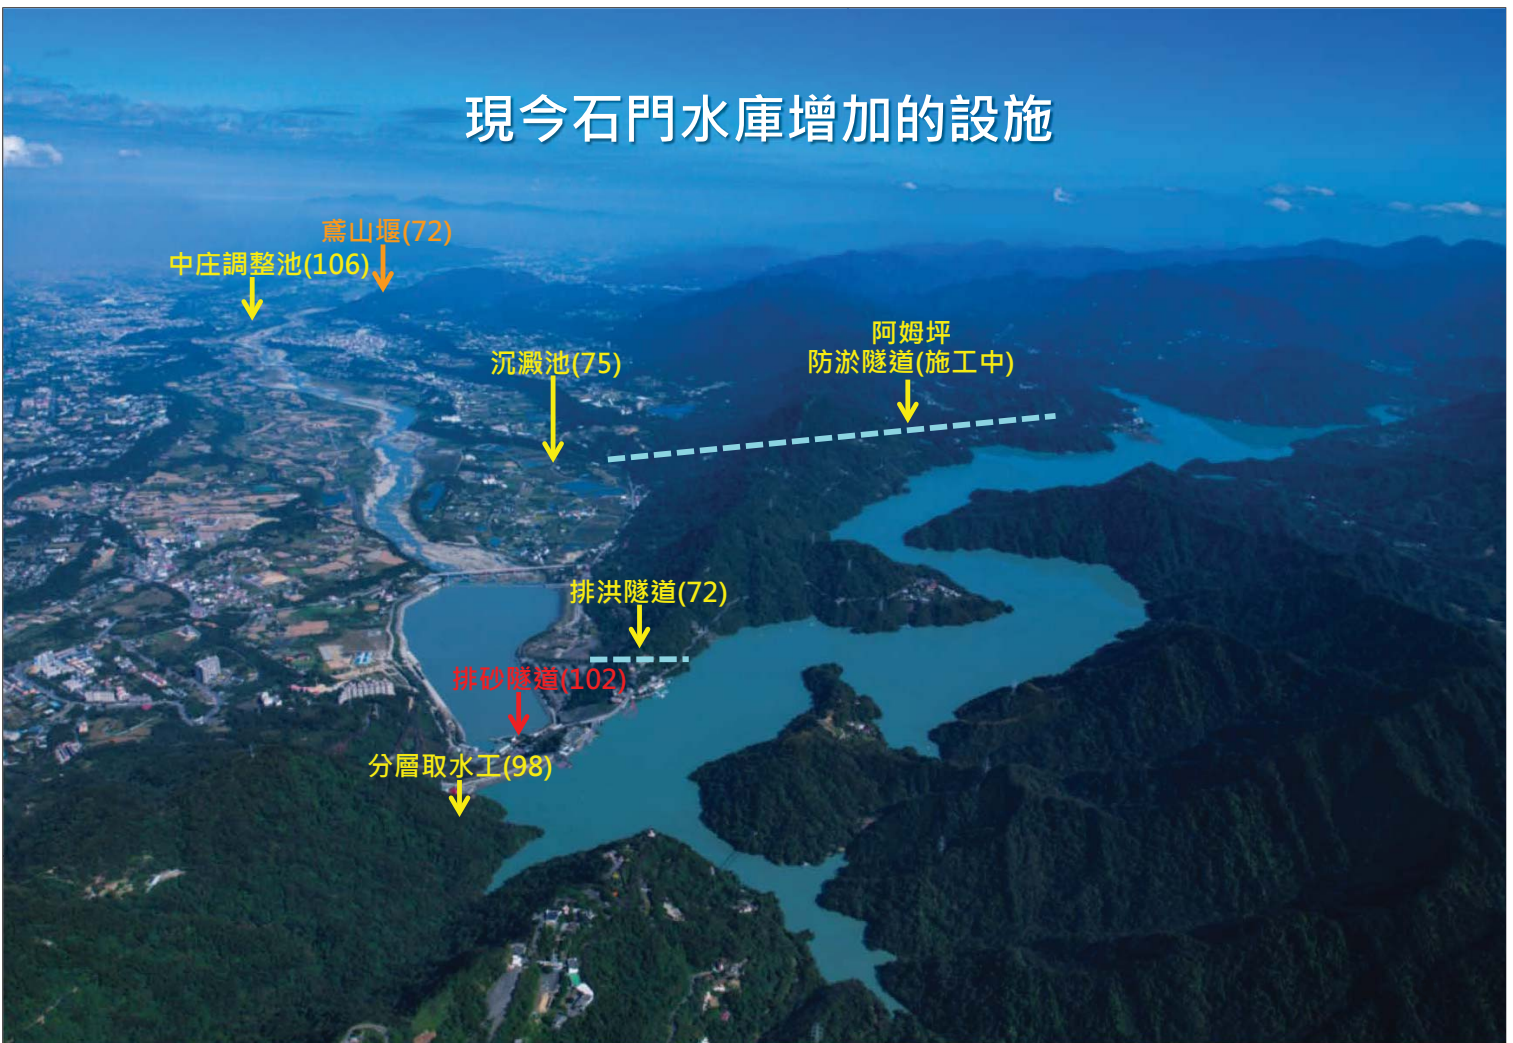 現今石門水庫增加的設施
鳶山堰(72)
中庄調整池(106)
阿姆坪
防淤隧道(施工中)
沉澱池(75)
排洪隧道(72)
排砂隧道(102)
分層取水工(98)